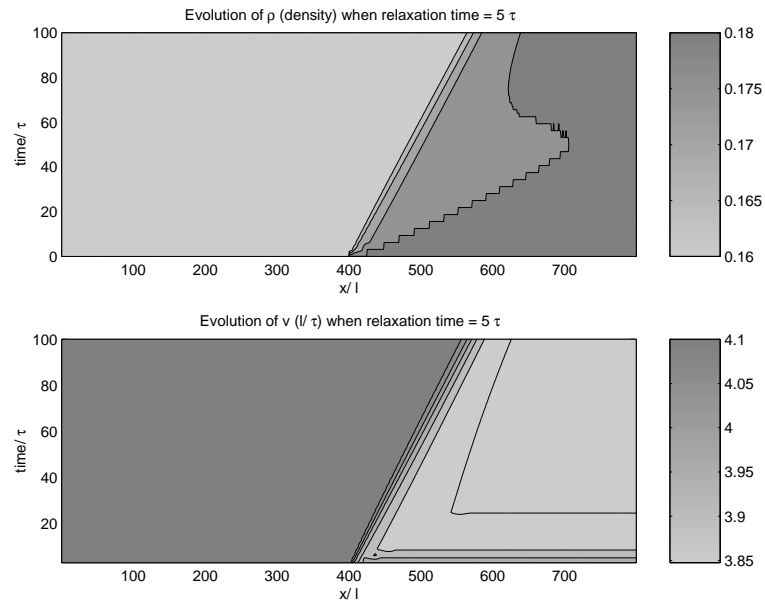 Evolution of ρ (density) when relaxation time = 5 τ
100
80
60
40
20
0
time/ τ
100 200 300 400 500 600 700
x/ l
0.18
0.175
0.17
0.165
0.16
Evolution of v (l/ τ) when relaxation time = 5 τ
100
80
60
40
20
time/ τ
100 200 300 400 500 600 700
x/ l
4.1
4.05
4
3.95
3.9
3.85